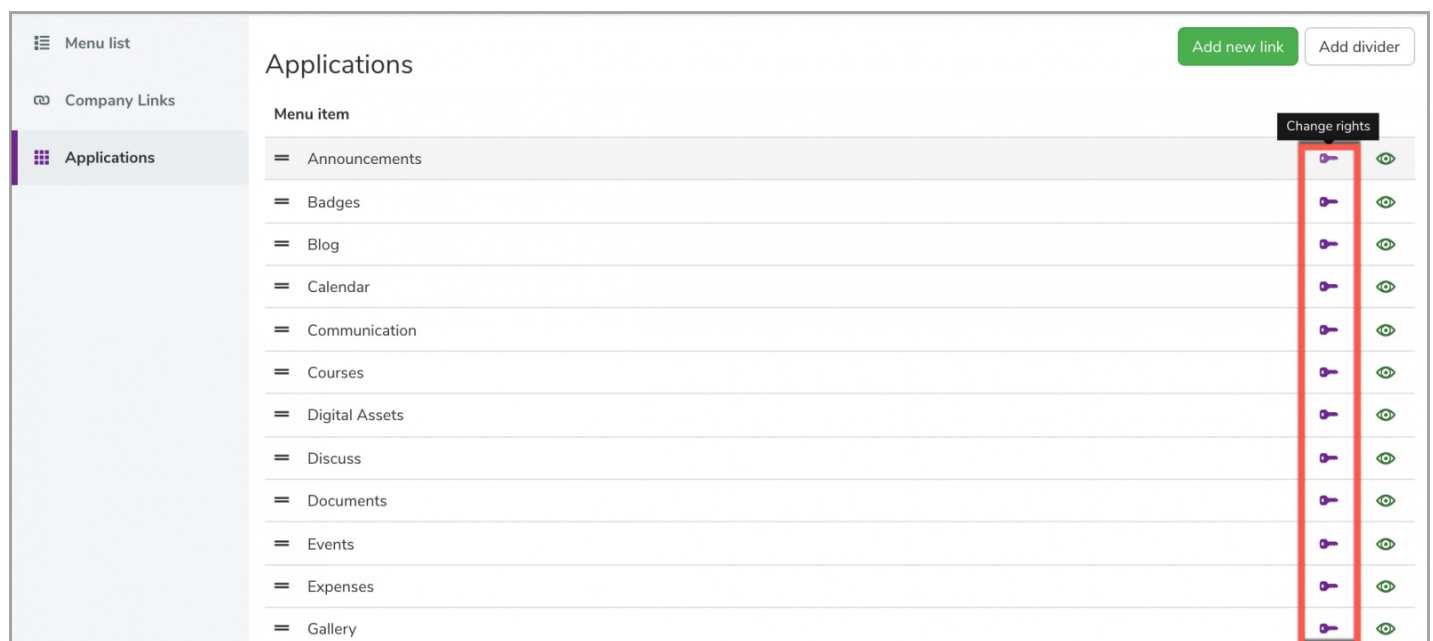 Menu list
Company Links
Applications
Applications
Add new link
Add divider
Menu item
Change rights
Announcements
Badges
Blog
Calendar
Communication
Courses
Digital Assets
Discuss
Documents
Events
Expenses
Gallery